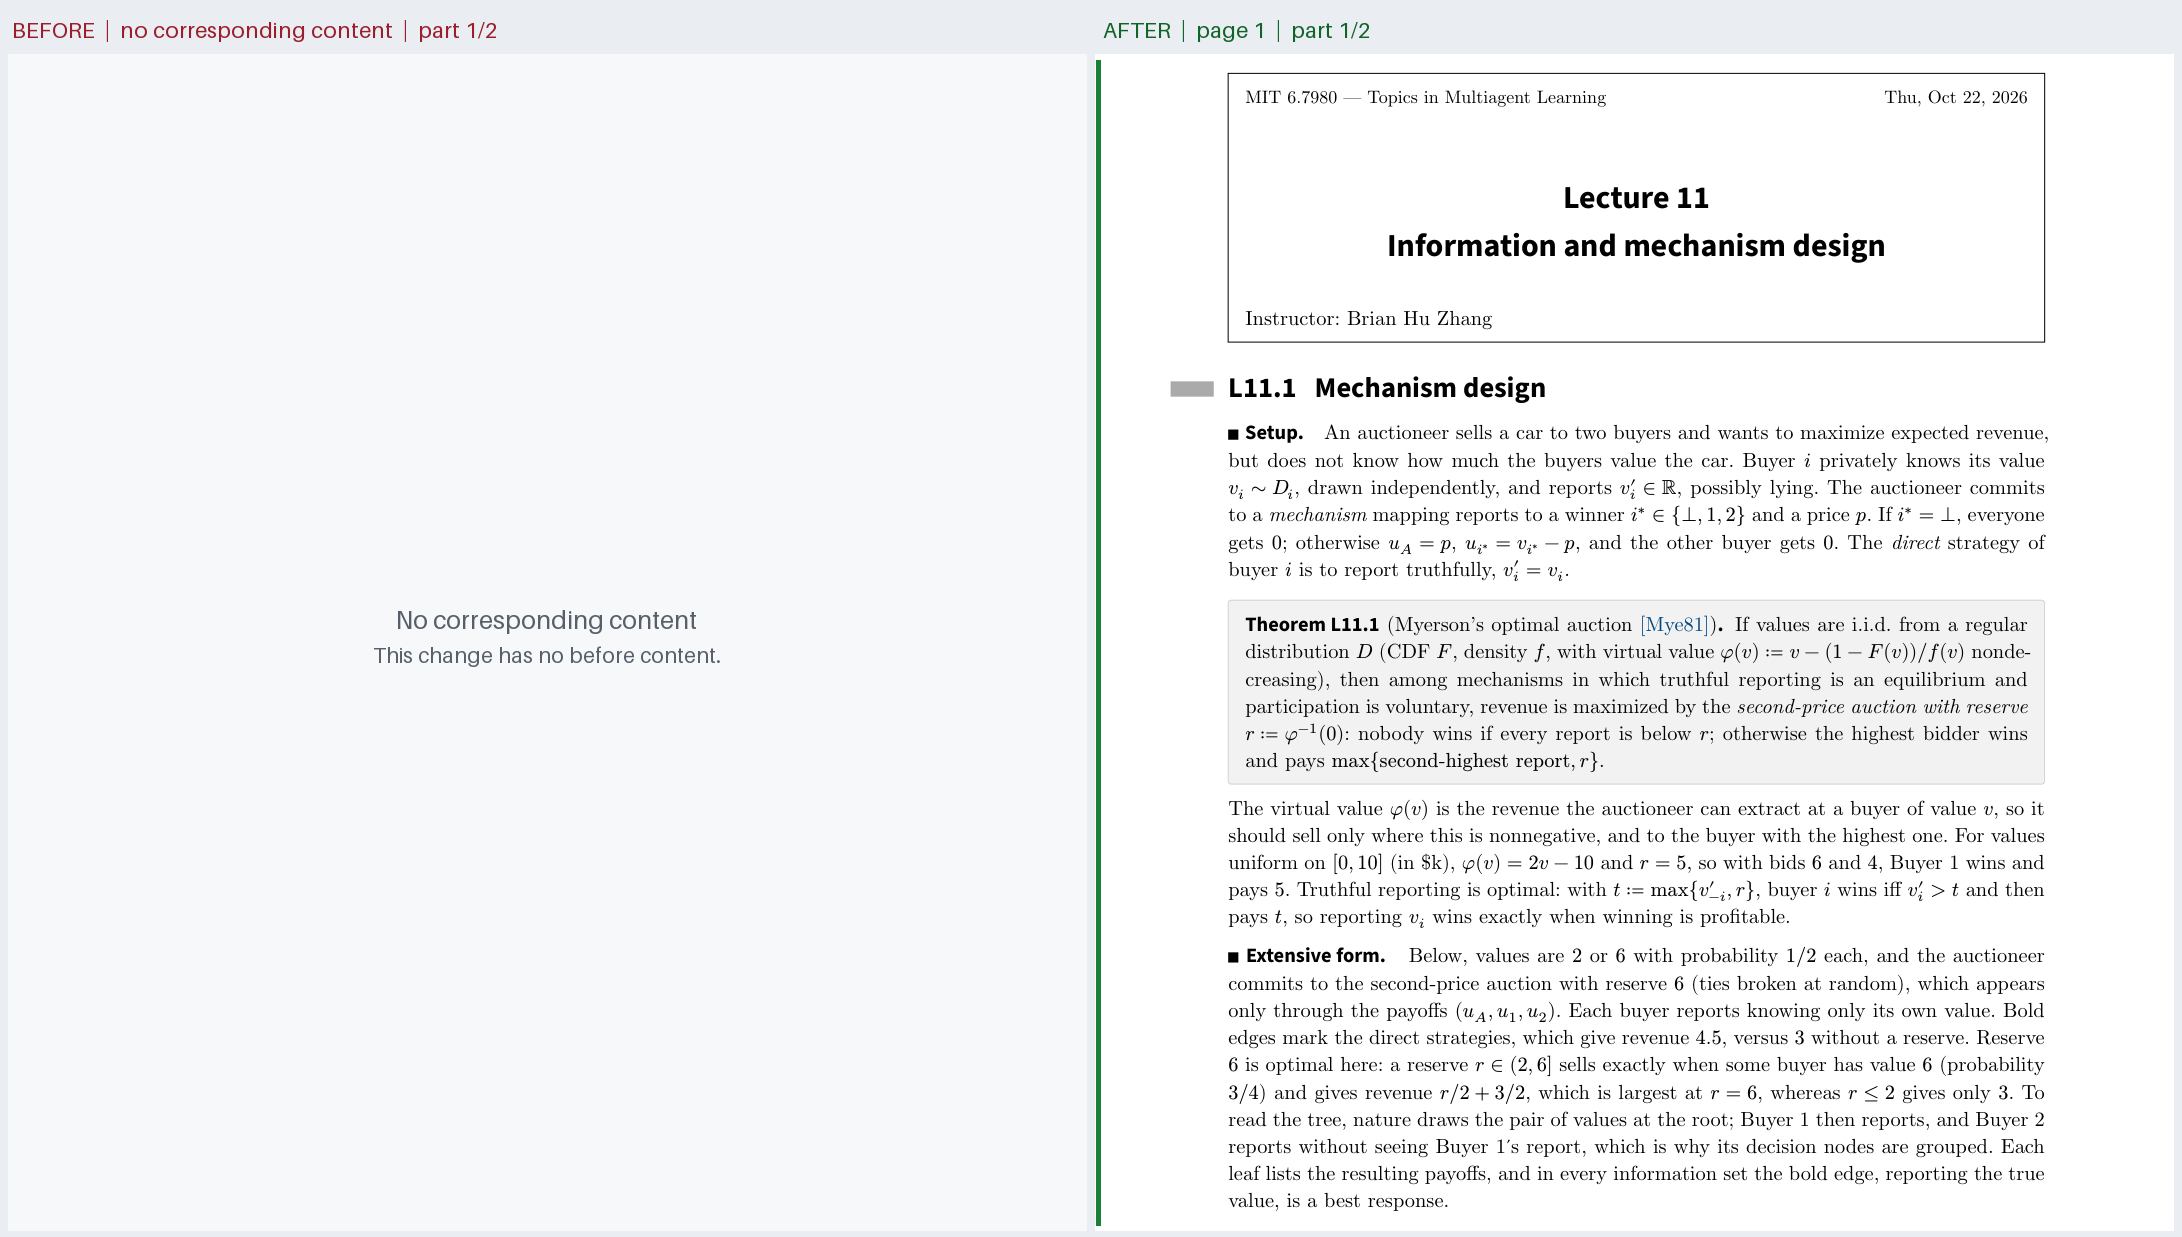 BEFORE | no corresponding content | part 1/2
No corresponding content
This change has no before content.
AFTER | page 1 | part 1/2
MIT 6.7980 — Topics in Multiagent Learning Thu, Oct 22, 2026
Lecture 11
Information and mechanism design
Instructor: Brian Hu Zhang
L11.1 Mechanism design
■ Setup. An auctioneer sells a car to two buyers and wants to maximize expected revenue,
but does not know how much the buyers value the car. Buyer i privately knows its value
v_i ∼ D_i, drawn independently, and reports v′_i ∈ ℝ, possibly lying. The auctioneer commits
to a mechanism mapping reports to a winner i* ∈ {⊥, 1, 2} and a price p. If i* = ⊥, everyone
gets 0; otherwise u_A = p, u_{i*} = v_{i*} − p, and the other buyer gets 0. The direct strategy of
buyer i is to report truthfully, v′_i = v_i.
Theorem L11.1 (Myerson's optimal auction [Mye81]). If values are i.i.d. from a regular
distribution D (CDF F, density f, with virtual value φ(v) ≔ v − (1 − F(v))/f(v) nonde-
creasing), then among mechanisms in which truthful reporting is an equilibrium and
participation is voluntary, revenue is maximized by the second-price auction with reserve
r ≔ φ⁻¹(0): nobody wins if every report is below r; otherwise the highest bidder wins
and pays max{second-highest report, r}.
The virtual value φ(v) is the revenue the auctioneer can extract at a buyer of value v, so it
should sell only where this is nonnegative, and to the buyer with the highest one. For values
uniform on [0, 10] (in $k), φ(v) = 2v − 10 and r = 5, so with bids 6 and 4, Buyer 1 wins and
pays 5. Truthful reporting is optimal: with t ≔ max{v′_{−i}, r}, buyer i wins iff v′_i > t and then
pays t, so reporting v_i wins exactly when winning is profitable.
■ Extensive form. Below, values are 2 or 6 with probability 1/2 each, and the auctioneer
commits to the second-price auction with reserve 6 (ties broken at random), which appears
only through the payoffs (u_A, u_1, u_2). Each buyer reports knowing only its own value. Bold
edges mark the direct strategies, which give revenue 4.5, versus 3 without a reserve. Reserve
6 is optimal here: a reserve r ∈ (2, 6] sells exactly when some buyer has value 6 (probability
3/4) and gives revenue r/2 + 3/2, which is largest at r = 6, whereas r ≤ 2 gives only 3. To
read the tree, nature draws the pair of values at the root; Buyer 1 then reports, and Buyer 2
reports without seeing Buyer 1′s report, which is why its decision nodes are grouped. Each
leaf lists the resulting payoffs, and in every information set the bold edge, reporting the true
value, is a best response.